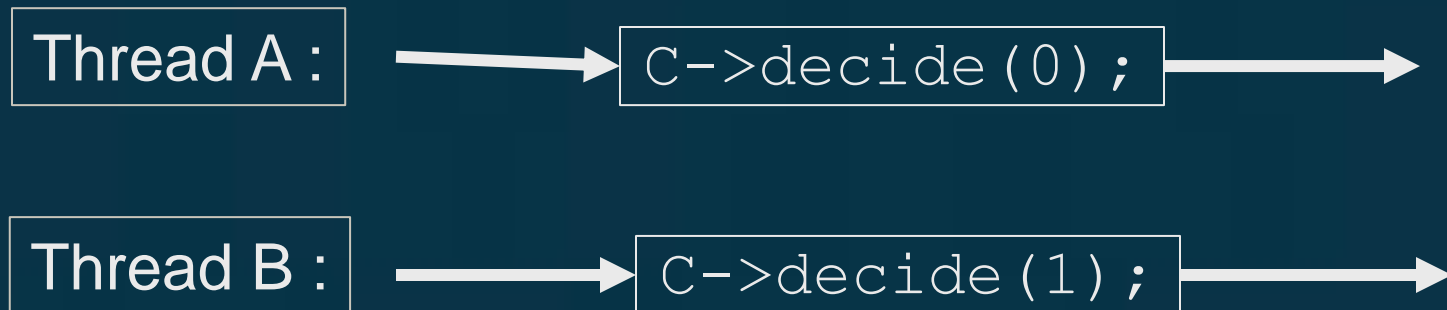 Thread A : C->decide(0);
Thread B : C->decide(1);